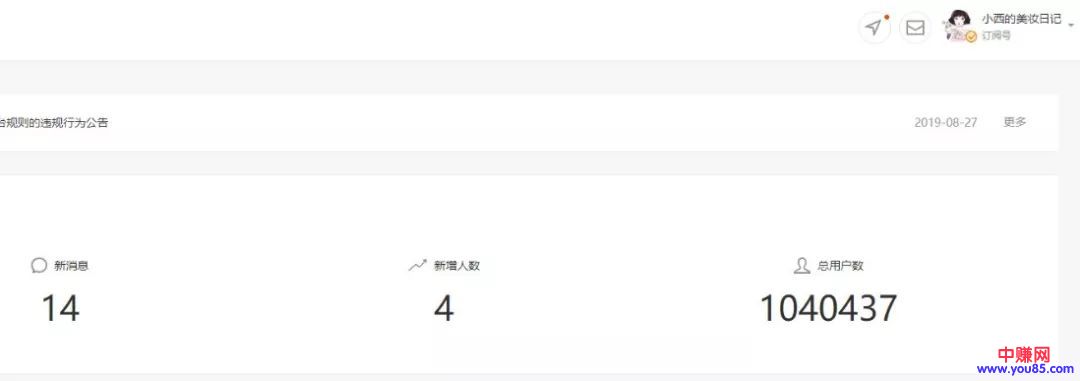 小西的美妆日记
订阅号
台规则的违规行为公告
2019-08-27
更多
新消息
新增人数
总用户数
14
4
1040437
中赚网
www.you85.com